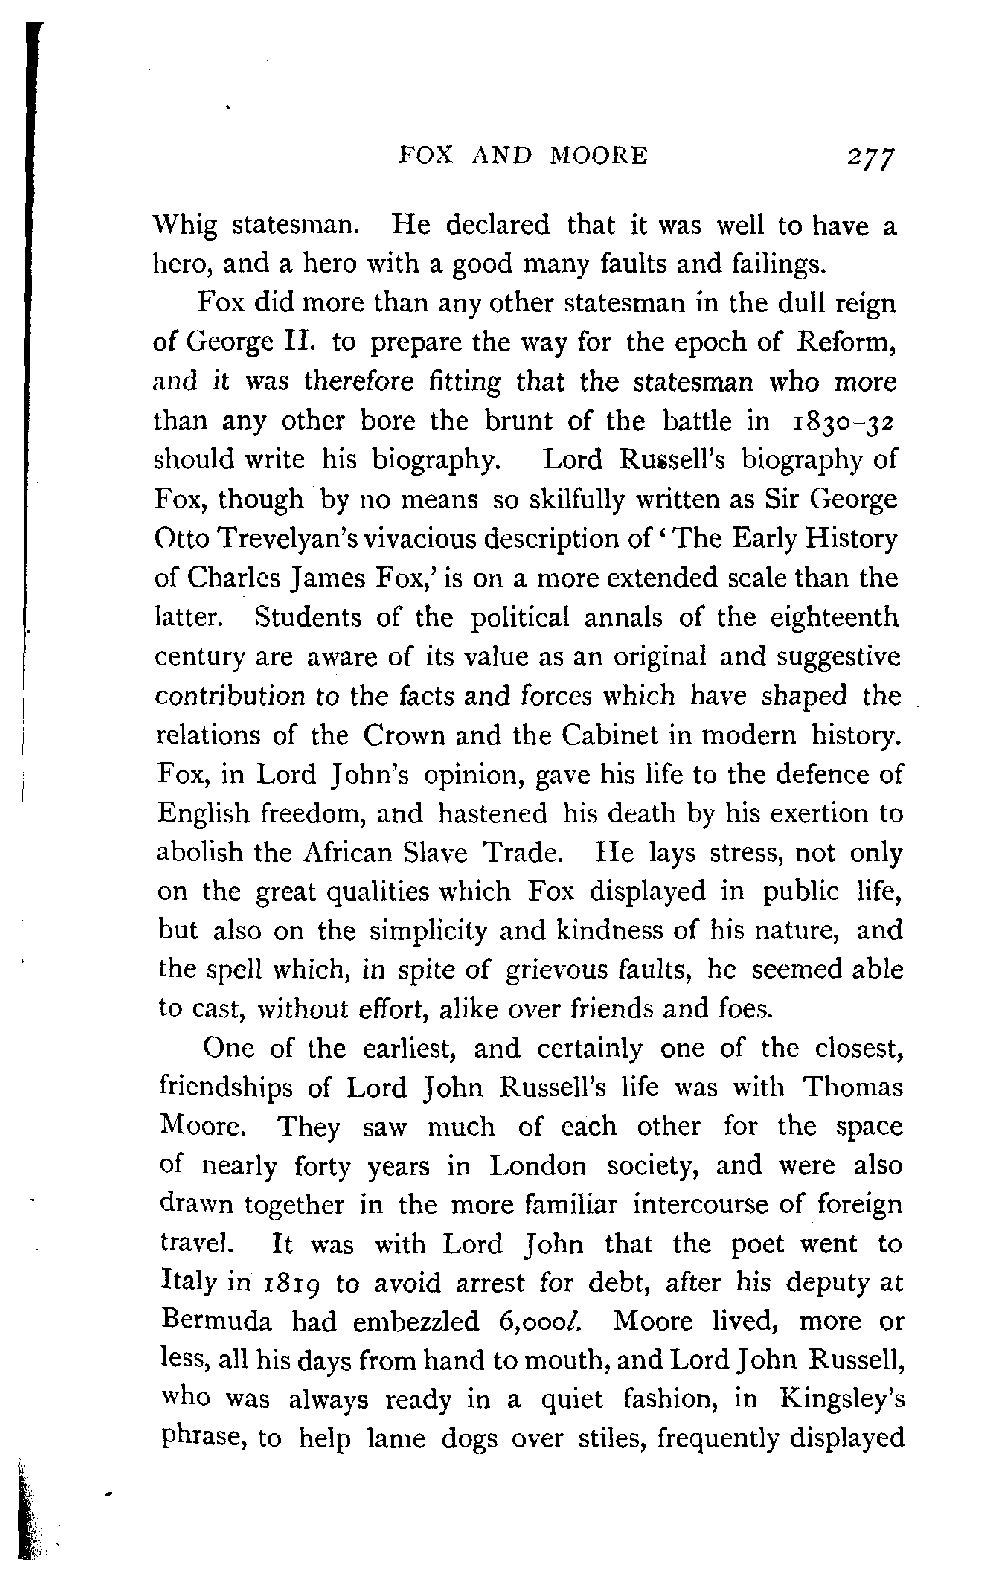 FOX AND MOORE 277
Whig statesman. He declared that it was well to have a
hero, and a hero with a good many faults and failings.
Fox did more than any other statesman in the dull reign
of George II. to prepare the way for the epoch of Reform,
and it was therefore fitting that the statesman who more
than any other bore the brunt of the battle in 1830–32
should write his biography. Lord Russell's biography of
Fox, though by no means so skilfully written as Sir George
Otto Trevelyan's vivacious description of ‘The Early History
of Charles James Fox,’ is on a more extended scale than the
latter. Students of the political annals of the eighteenth
century are aware of its value as an original and suggestive
contribution to the facts and forces which have shaped the
relations of the Crown and the Cabinet in modern history.
Fox, in Lord John's opinion, gave his life to the defence of
English freedom, and hastened his death by his exertion to
abolish the African Slave Trade. He lays stress, not only
on the great qualities which Fox displayed in public life,
but also on the simplicity and kindness of his nature, and
the spell which, in spite of grievous faults, he seemed able
to cast, without effort, alike over friends and foes.
One of the earliest, and certainly one of the closest,
friendships of Lord John Russell's life was with Thomas
Moore. They saw much of each other for the space
of nearly forty years in London society, and were also
drawn together in the more familiar intercourse of foreign
travel. It was with Lord John that the poet went to
Italy in 1819 to avoid arrest for debt, after his deputy at
Bermuda had embezzled 6,000l. Moore lived, more or
less, all his days from hand to mouth, and Lord John Russell,
who was always ready in a quiet fashion, in Kingsley's
phrase, to help lame dogs over stiles, frequently displayed